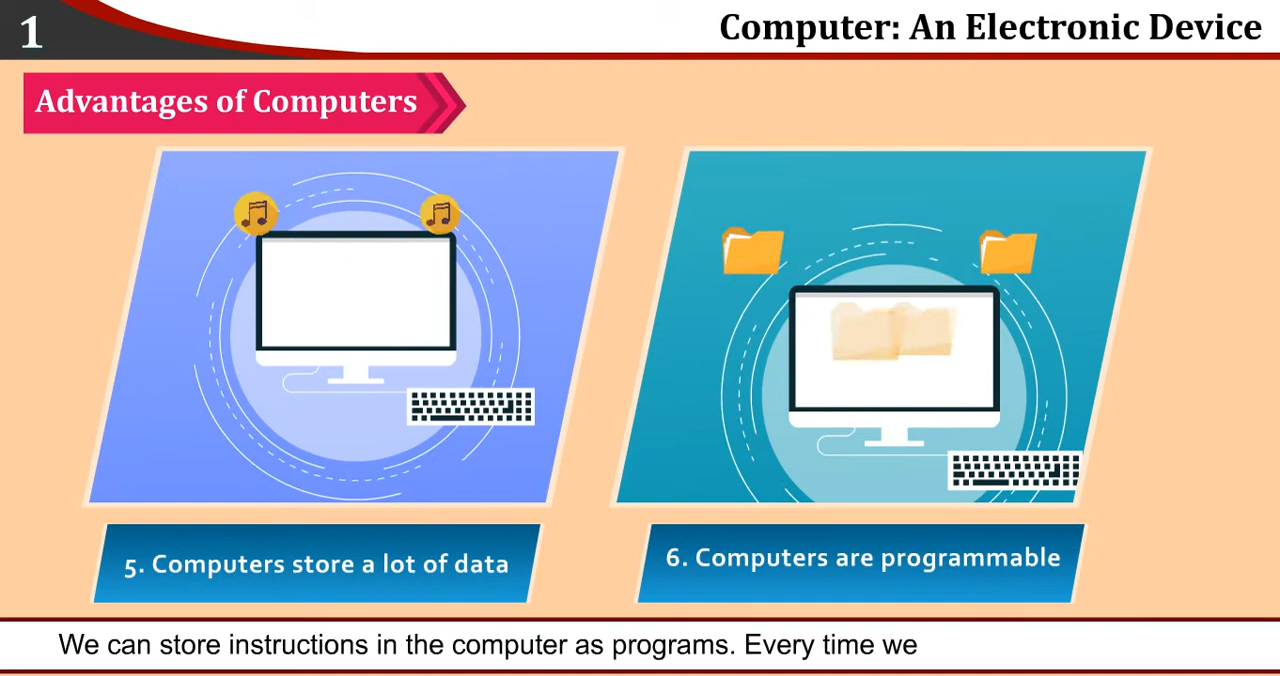 1
Computer: An Electronic Device
Advantages of Computers
5. Computers store a lot of data
6. Computers are programmable
We can store instructions in the computer as programs. Every time we